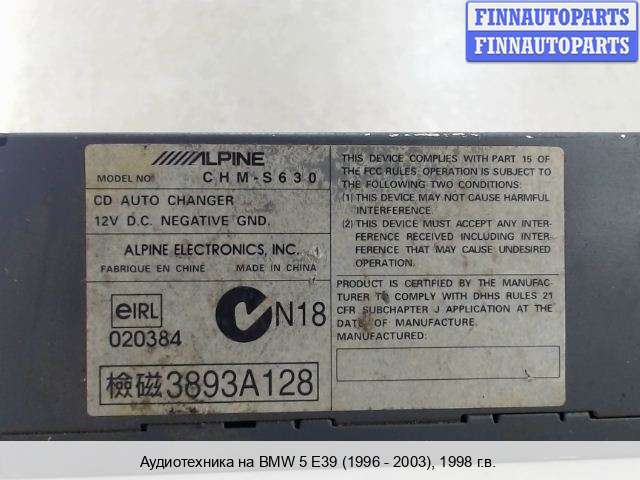 FINNAUTOPARTS
FINNAUTOPARTS
ALPINE
MODEL NO CHM-S630
CD AUTO CHANGER
12V D.C. NEGATIVE GND.
ALPINE ELECTRONICS, INC.
FABRIQUE EN CHINE MADE IN CHINA
eIRL
020384
N18
檢磁3893A128
THIS DEVICE COMPLIES WITH PART 15 OF
THE FCC RULES. OPERATION IS SUBJECT TO
THE FOLLOWING TWO CONDITIONS:
(1) THIS DEVICE MAY NOT CAUSE HARMFUL
INTERFERENCE.
(2) THIS DEVICE MUST ACCEPT ANY INTER-
FERENCE RECEIVED INCLUDING INTER-
FERENCE THAT MAY CAUSE UNDESIRED
OPERATION.
PRODUCT IS CERTIFIED BY THE MANUFAC-
TURER TO COMPLY WITH DHHS RULES 21
CFR SUBCHAPTER J APPLICATION AT THE
DATE OF MANUFACTURE.
MANUFACTURED:
Аудиотехника на BMW 5 E39 (1996 - 2003), 1998 г.в.